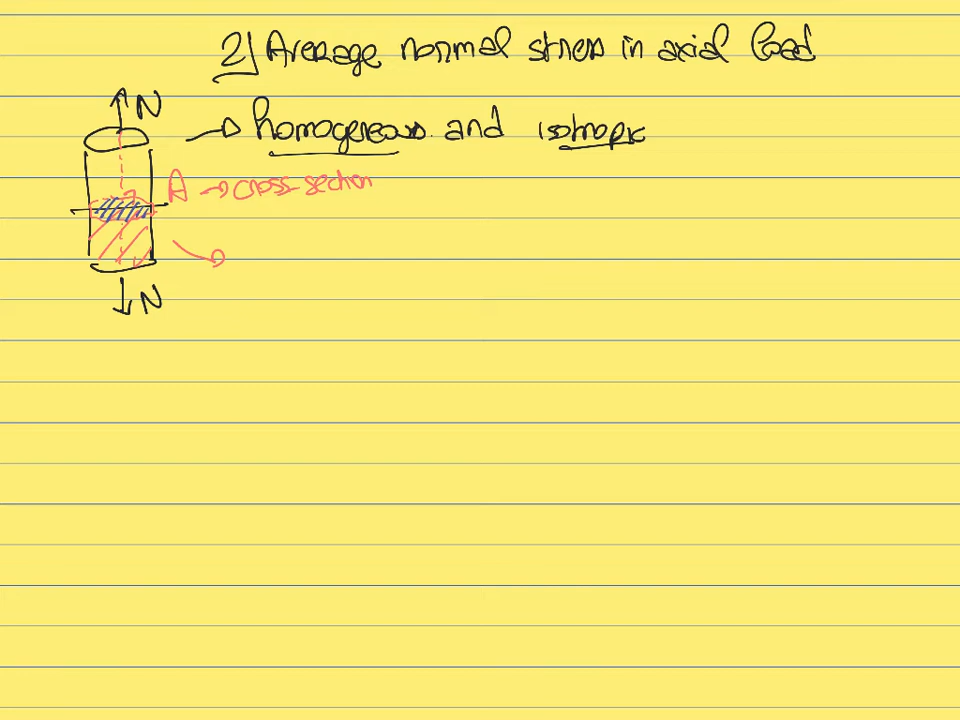 2) Average normal stress in axial load
N
homogeneous and isotropic
A → cross section
N